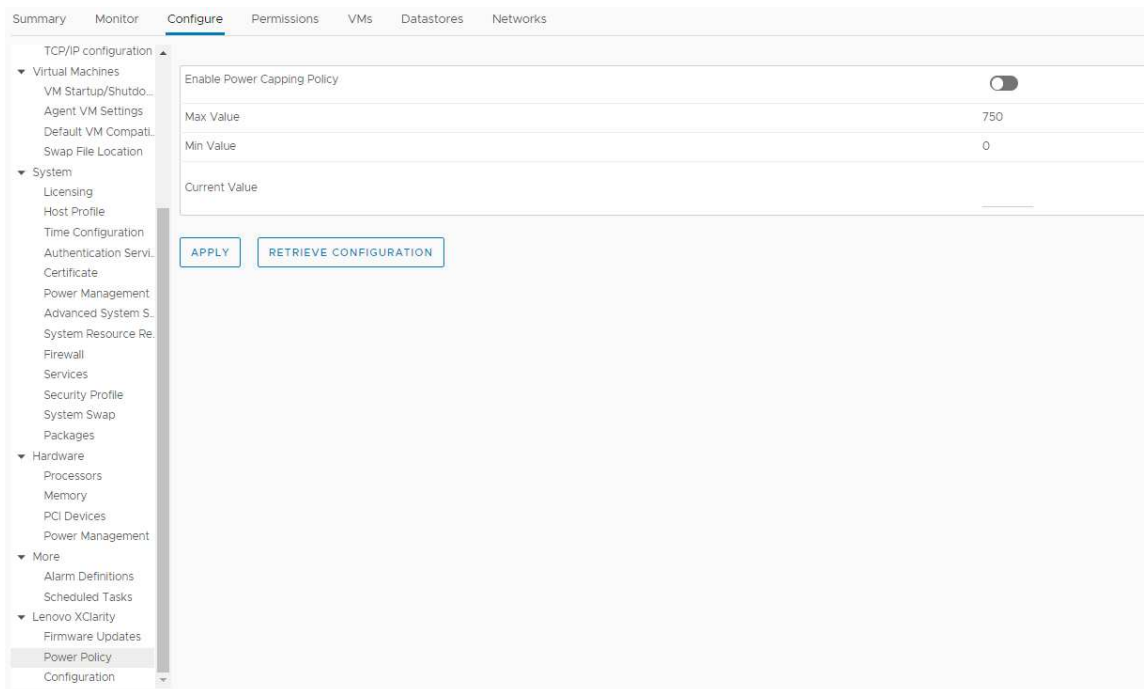 Summary Monitor Configure Permissions VMs Datastores Networks
TCP/IP configuration
Virtual Machines
VM Startup/Shutdo...
Agent VM Settings
Default VM Compati..
Swap File Location
System
Licensing
Host Profile
Time Configuration
Authentication Servi..
Certificate
Power Management
Advanced System S..
System Resource Re.
Firewall
Services
Security Profile
System Swap
Packages
Hardware
Processors
Memory
PCI Devices
Power Management
More
Alarm Definitions
Scheduled Tasks
Lenovo XClarity
Firmware Updates
Power Policy
Configuration
Enable Power Capping Policy
Max Value 750
Min Value 0
Current Value
APPLY RETRIEVE CONFIGURATION